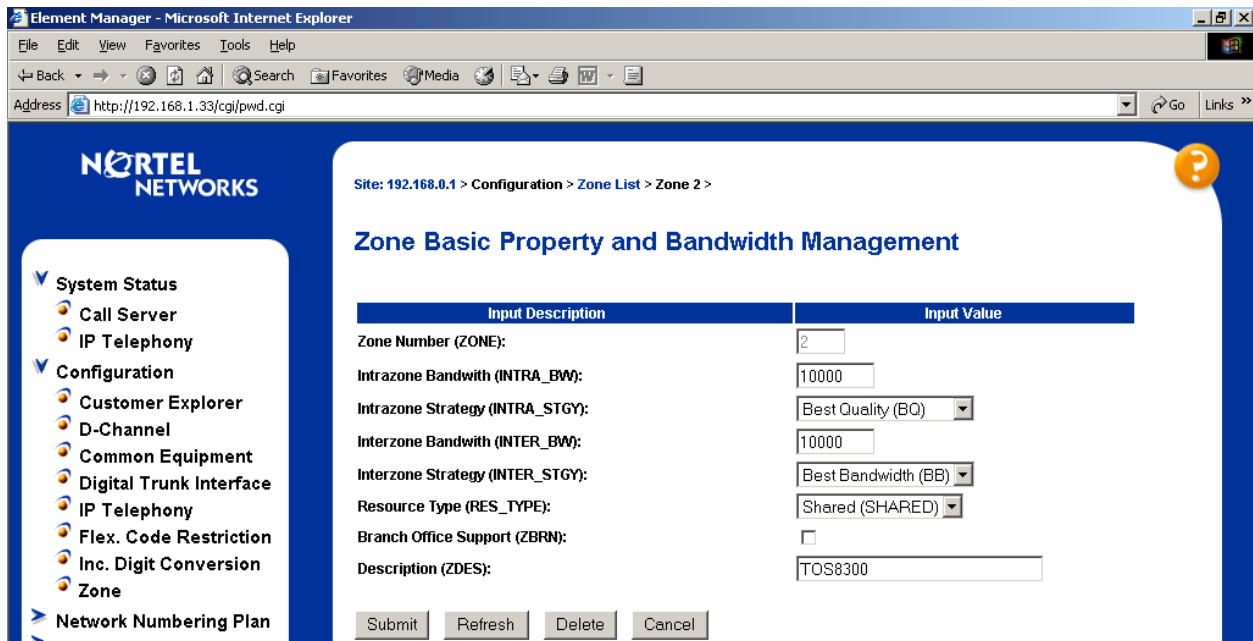 Element Manager - Microsoft Internet Explorer
File Edit View Favorites Tools Help
Back Search Favorites Media
Address http://192.168.1.33/cgi/pwd.cgi Go Links »
NORTEL
NETWORKS
Site: 192.168.0.1 > Configuration > Zone List > Zone 2 >
?
Zone Basic Property and Bandwidth Management
System Status
Call Server
IP Telephony
Configuration
Customer Explorer
D-Channel
Common Equipment
Digital Trunk Interface
IP Telephony
Flex. Code Restriction
Inc. Digit Conversion
Zone
Network Numbering Plan
Input Description Input Value
Zone Number (ZONE): 2
Intrazone Bandwith (INTRA_BW): 10000
Intrazone Strategy (INTRA_STGY): Best Quality (BQ)
Interzone Bandwith (INTER_BW): 10000
Interzone Strategy (INTER_STGY): Best Bandwidth (BB)
Resource Type (RES_TYPE): Shared (SHARED)
Branch Office Support (ZBRN):
Description (ZDES): TOS8300
Submit Refresh Delete Cancel